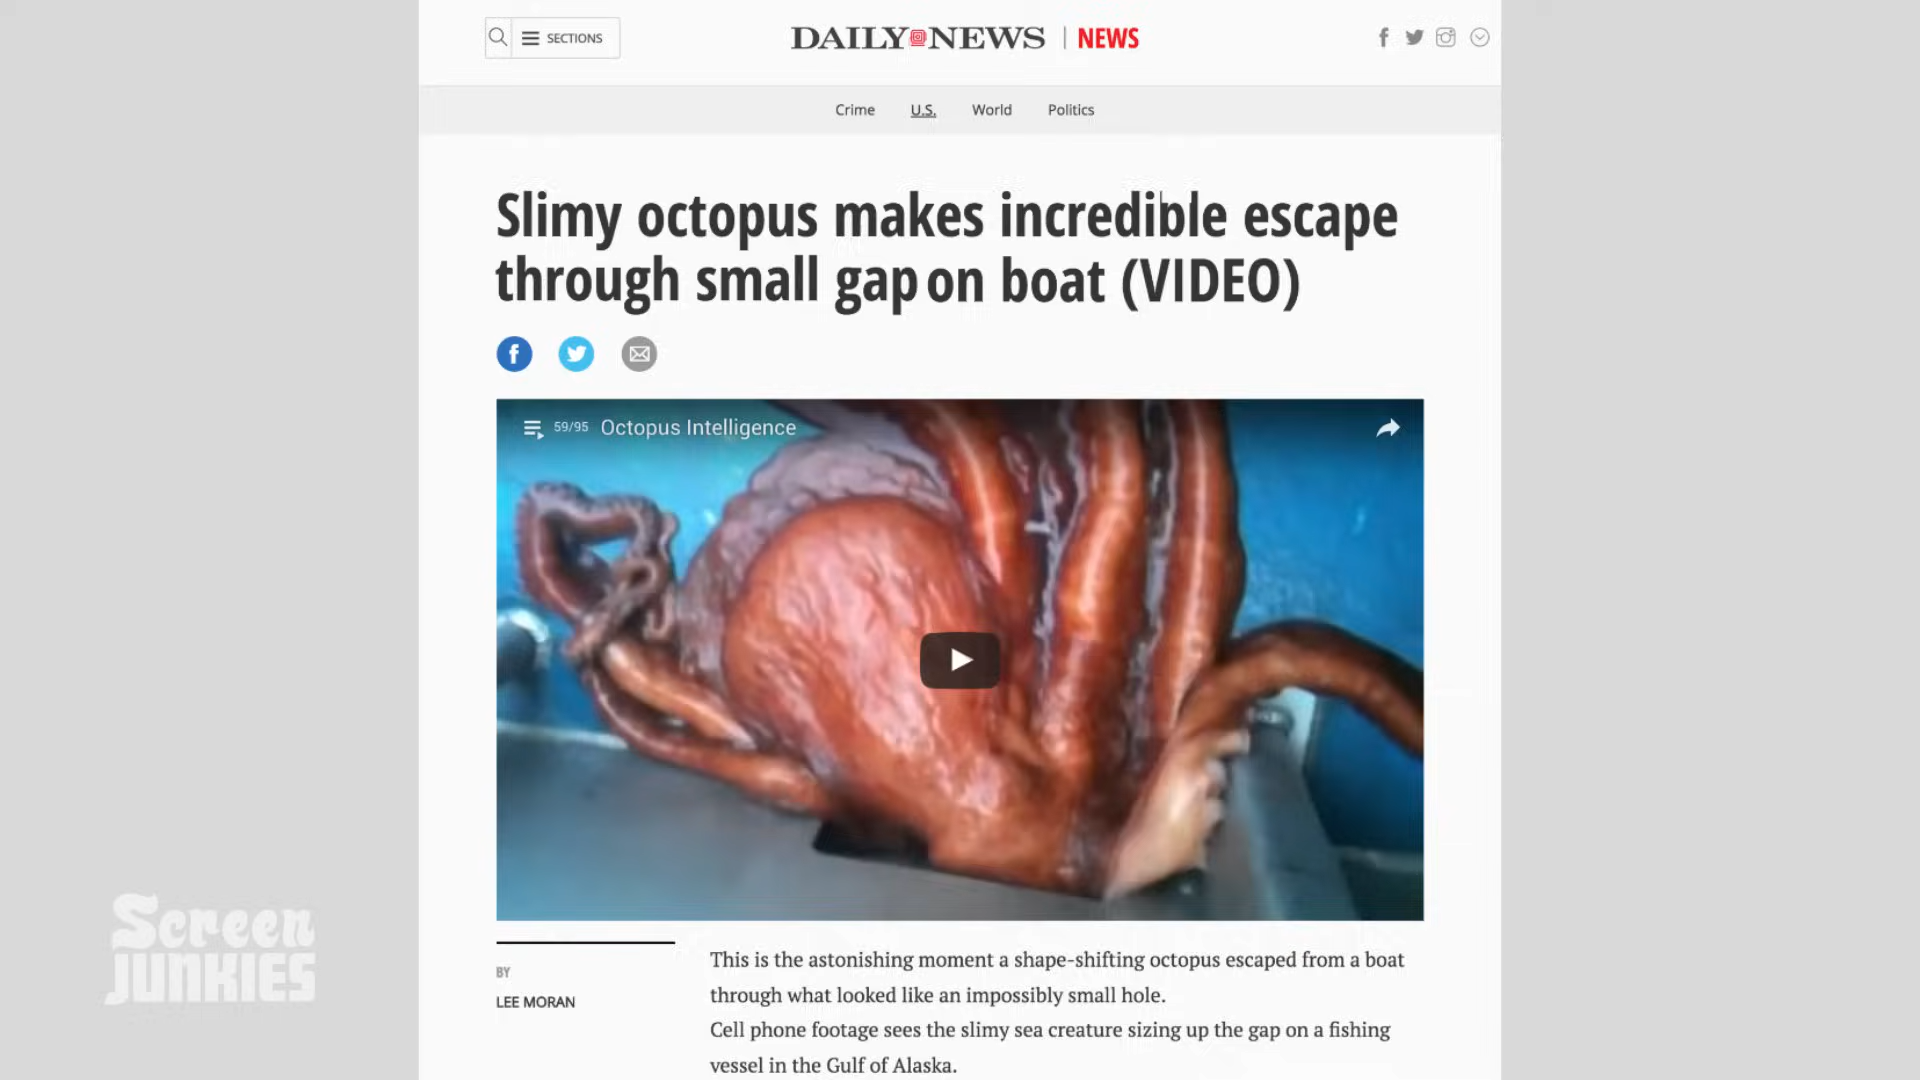 SECTIONS
DAILY NEWS | NEWS
Crime U.S. World Politics
Slimy octopus makes incredible escape
through small gap on boat (VIDEO)
59/95 Octopus Intelligence
BY
LEE MORAN
This is the astonishing moment a shape-shifting octopus escaped from a boat
through what looked like an impossibly small hole.
Cell phone footage sees the slimy sea creature sizing up the gap on a fishing
vessel in the Gulf of Alaska.
Screen
JUNKIES